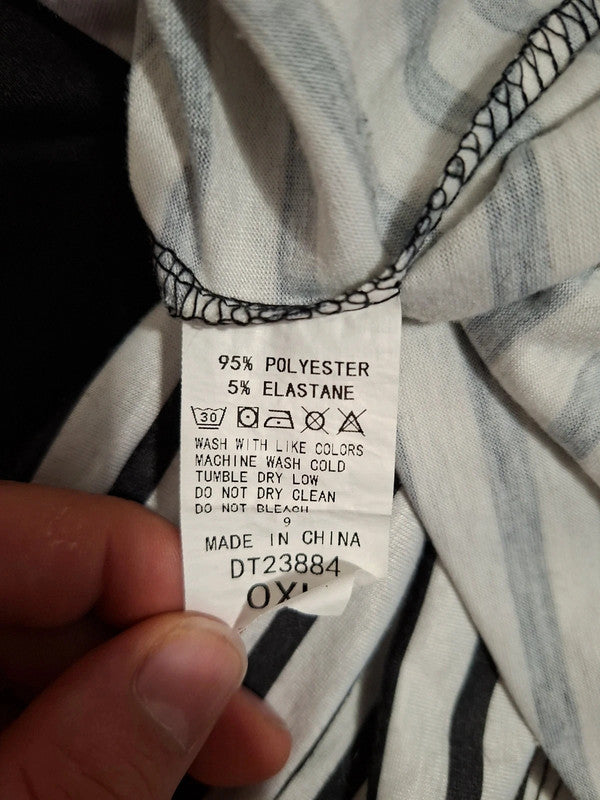 95% POLYESTER
5% ELASTANE
30
WASH WITH LIKE COLORS
MACHINE WASH COLD
TUMBLE DRY LOW
DO NOT DRY CLEAN
DO NOT BLEACH
9
MADE IN CHINA
DT23884